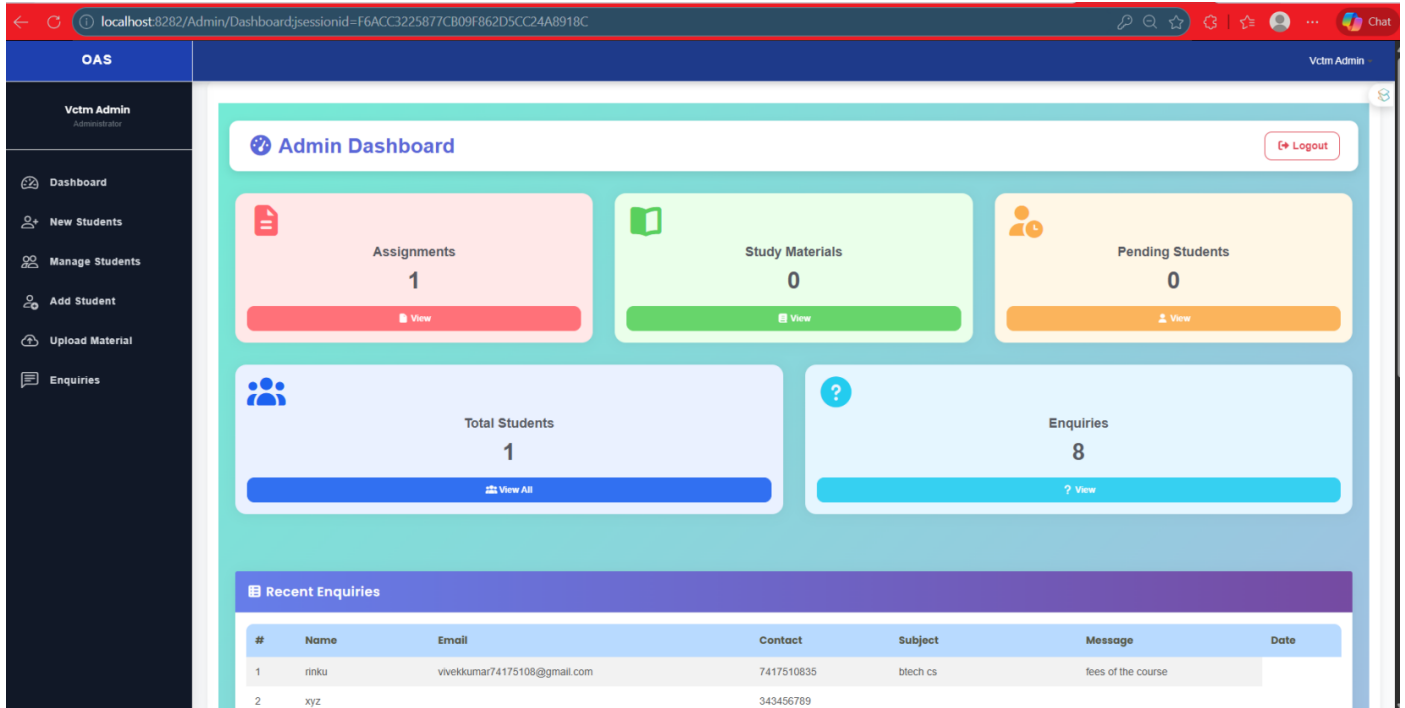 localhost:8282/Admin/Dashboard;jsessionid=F6ACC3225877CB09F862D5CC24A8918C
Chat
OAS
Vctm Admin
Vctm Admin
Administrator
Dashboard
New Students
Manage Students
Add Student
Upload Material
Enquiries
Admin Dashboard
Logout
Assignments
1
View
Study Materials
0
View
Pending Students
0
View
Total Students
1
View All
Enquiries
8
View
Recent Enquiries
# Name Email Contact Subject Message Date
1 rinku vivekkumar74175108@gmail.com 7417510835 btech cs fees of the course
2 xyz 343456789